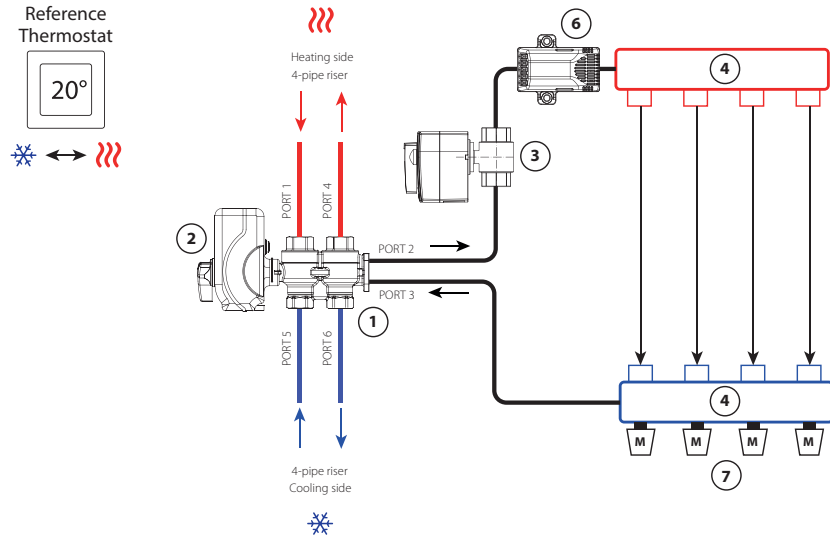 Reference
Thermostat
20°
Heating side
4-pipe riser
PORT 1
PORT 4
6
4
3
2
PORT 2
PORT 3
1
PORT 5
PORT 6
4
M
M
M
M
7
4-pipe riser
Cooling side